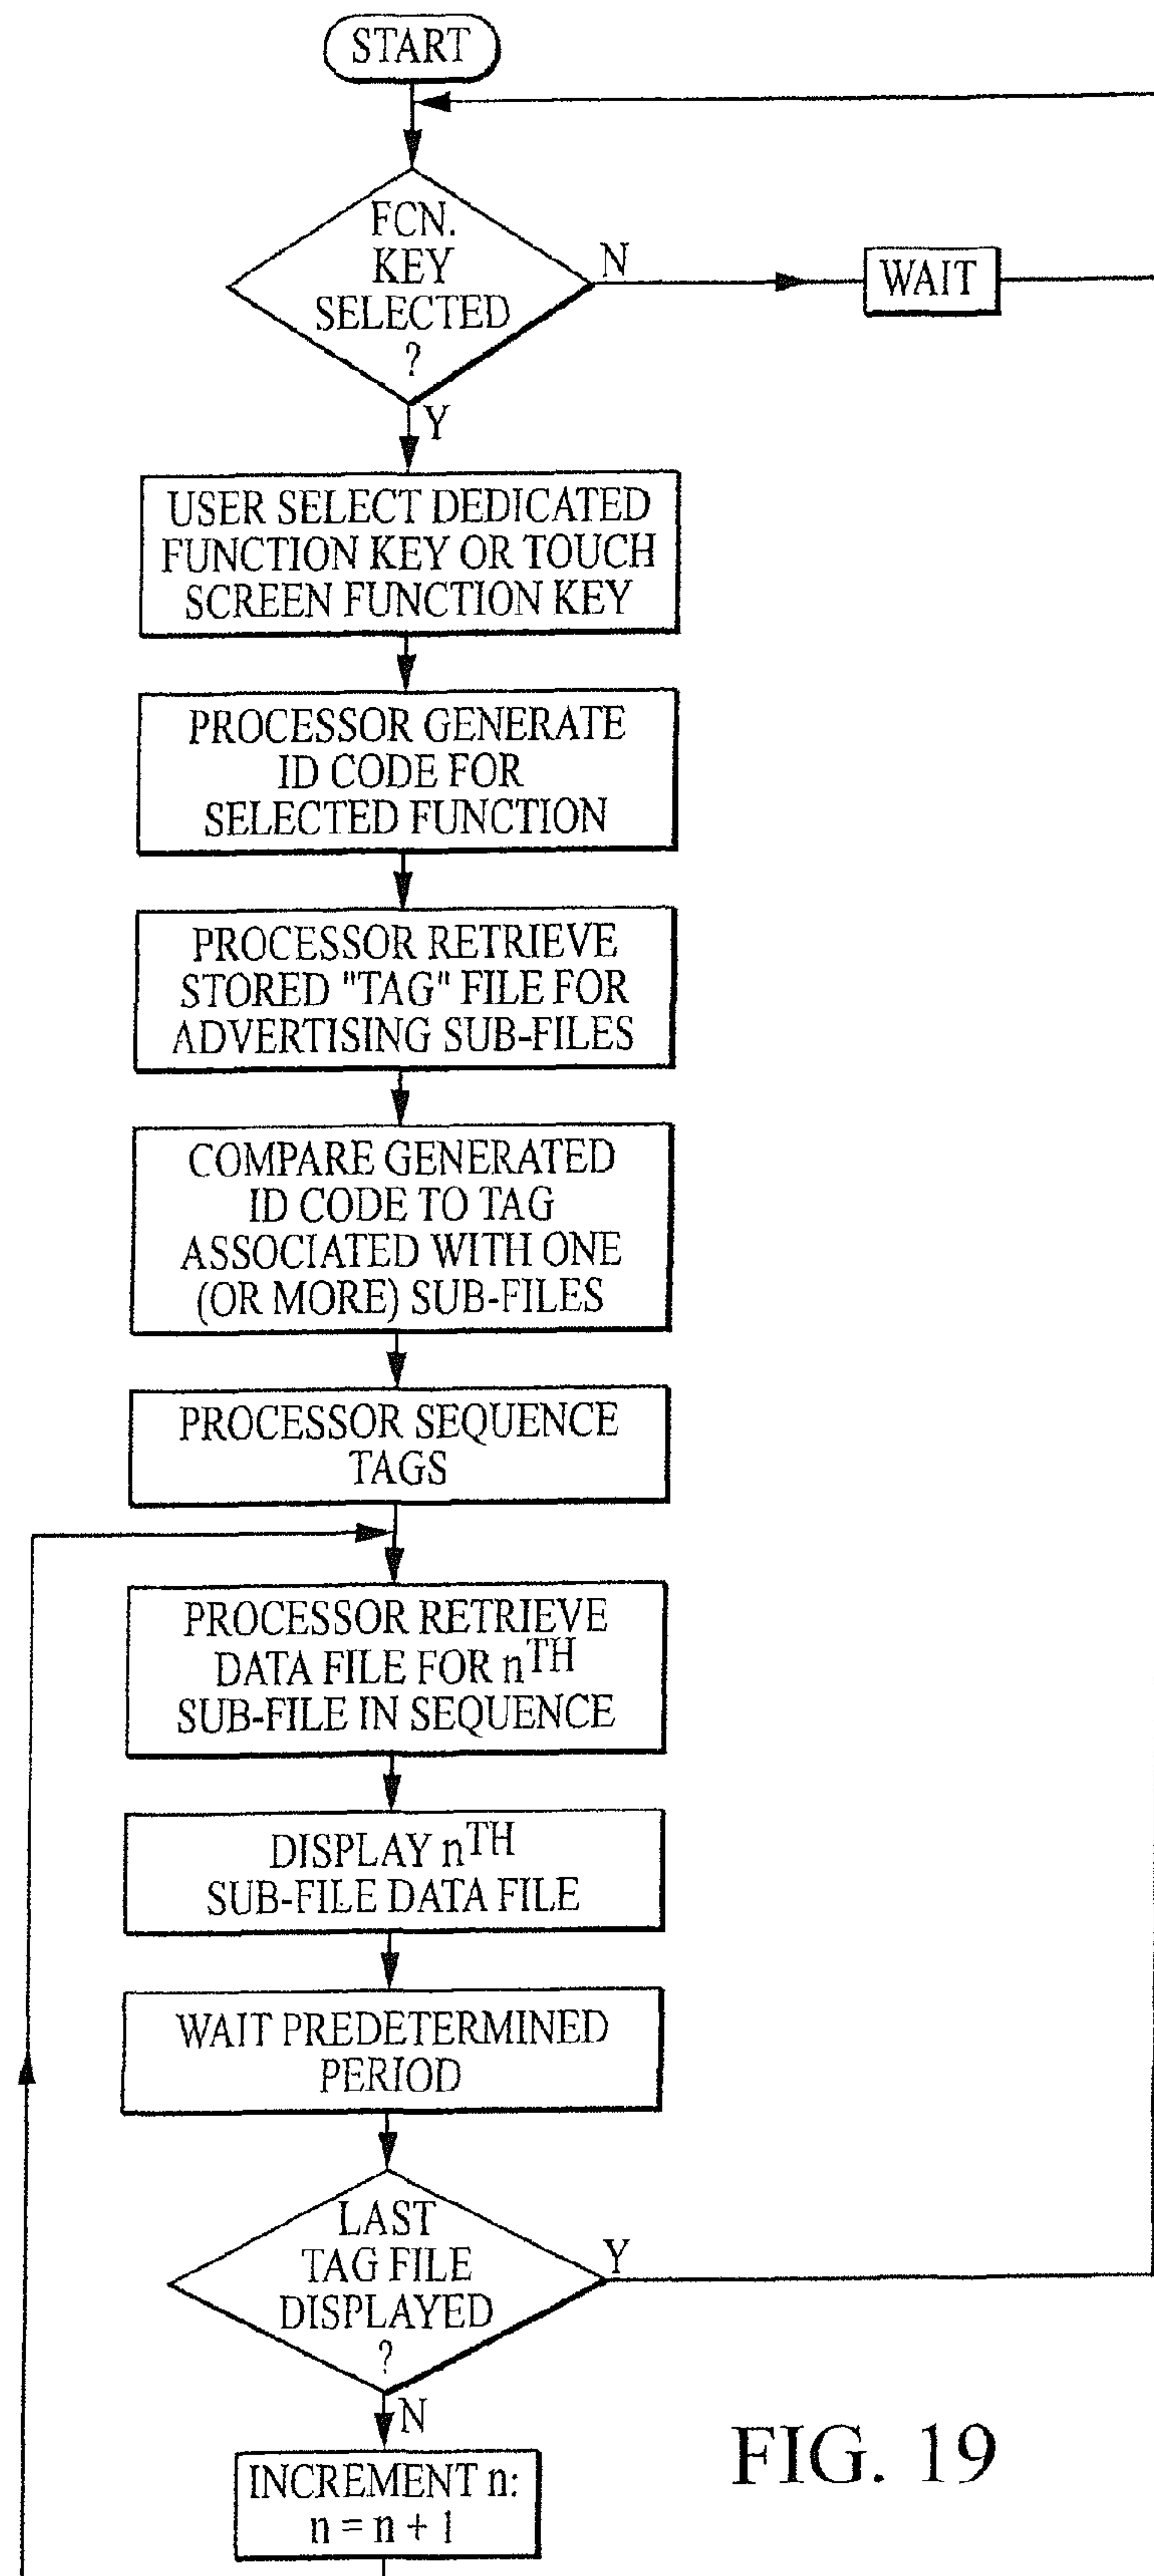 START
FCN.
KEY
SELECTED
?
N
WAIT
Y
USER SELECT DEDICATED
FUNCTION KEY OR TOUCH
SCREEN FUNCTION KEY
PROCESSOR GENERATE
ID CODE FOR
SELECTED FUNCTION
PROCESSOR RETRIEVE
STORED "TAG" FILE FOR
ADVERTISING SUB-FILES
COMPARE GENERATED
ID CODE TO TAG
ASSOCIATED WITH ONE
(OR MORE) SUB-FILES
PROCESSOR SEQUENCE
TAGS
PROCESSOR RETRIEVE
DATA FILE FOR nTH
SUB-FILE IN SEQUENCE
DISPLAY nTH
SUB-FILE DATA FILE
WAIT PREDETERMINED
PERIOD
LAST
TAG FILE
DISPLAYED
?
Y
N
INCREMENT n:
n = n + 1
FIG. 19